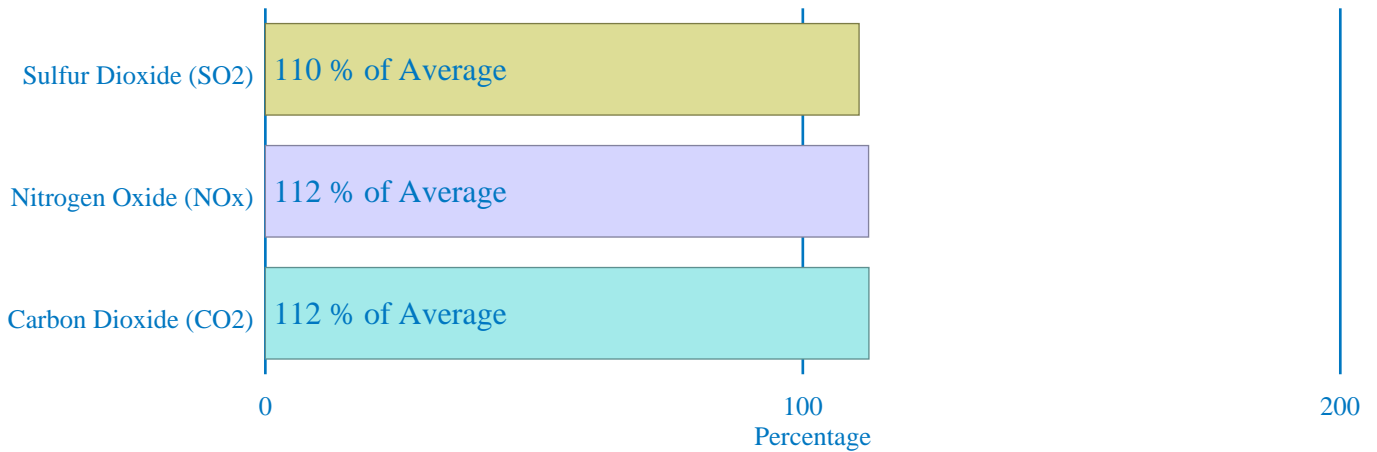 Sulfur Dioxide (SO2)
110 % of Average
Nitrogen Oxide (NOx)
112 % of Average
Carbon Dioxide (CO2)
112 % of Average
0 100 200
Percentage